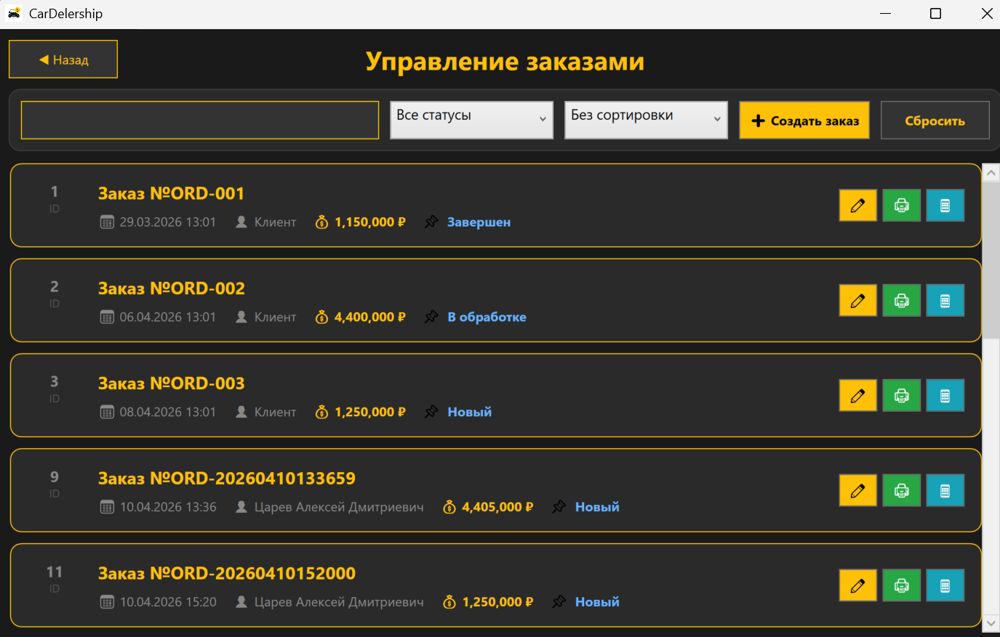 CarDelership
Назад
Управление заказами
Все статусы
Без сортировки
Создать заказ
Сбросить
1
ID
Заказ №ORD-001
29.03.2026 13:01 Клиент 1,150,000 ₽ Завершен
2
ID
Заказ №ORD-002
06.04.2026 13:01 Клиент 4,400,000 ₽ В обработке
3
ID
Заказ №ORD-003
08.04.2026 13:01 Клиент 1,250,000 ₽ Новый
9
ID
Заказ №ORD-20260410133659
10.04.2026 13:36 Царев Алексей Дмитриевич 4,405,000 ₽ Новый
11
ID
Заказ №ORD-20260410152000
10.04.2026 15:20 Царев Алексей Дмитриевич 1,250,000 ₽ Новый